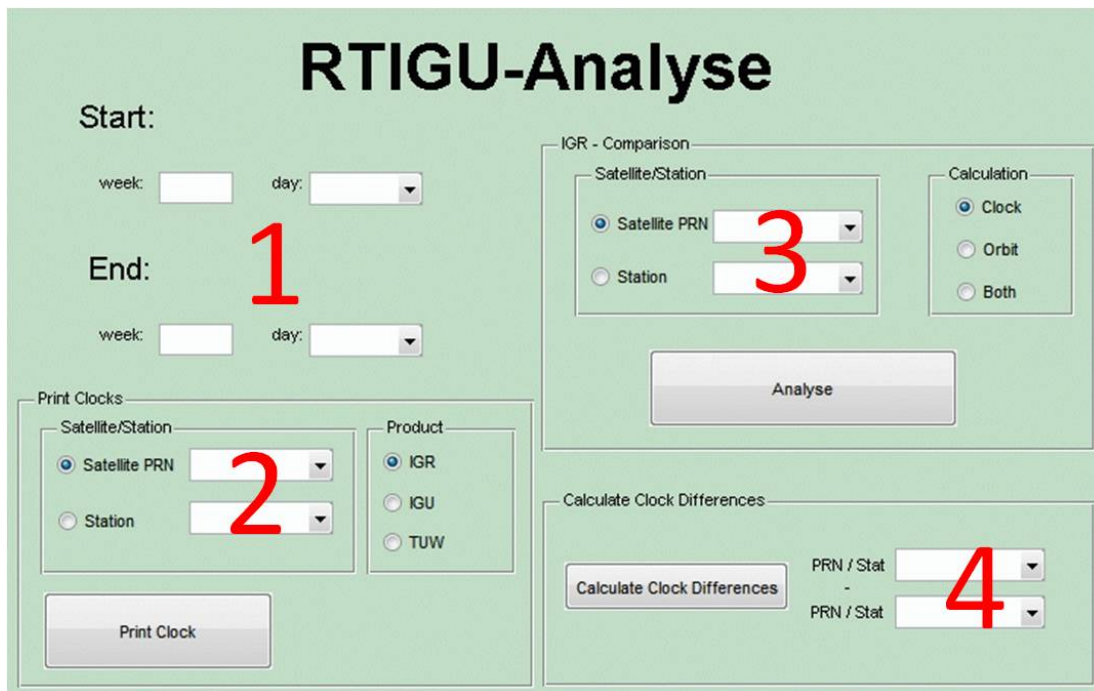 RTIGU-Analyse
Start:
week:
day:
1
End:
week:
day:
Print Clocks
Satellite/Station
Satellite PRN
Station
2
Product
IGR
IGU
TUW
Print Clock
IGR - Comparison
Satellite/Station
Satellite PRN
Station
3
Calculation
Clock
Orbit
Both
Analyse
Calculate Clock Differences
Calculate Clock Differences
PRN / Stat
-
PRN / Stat
4